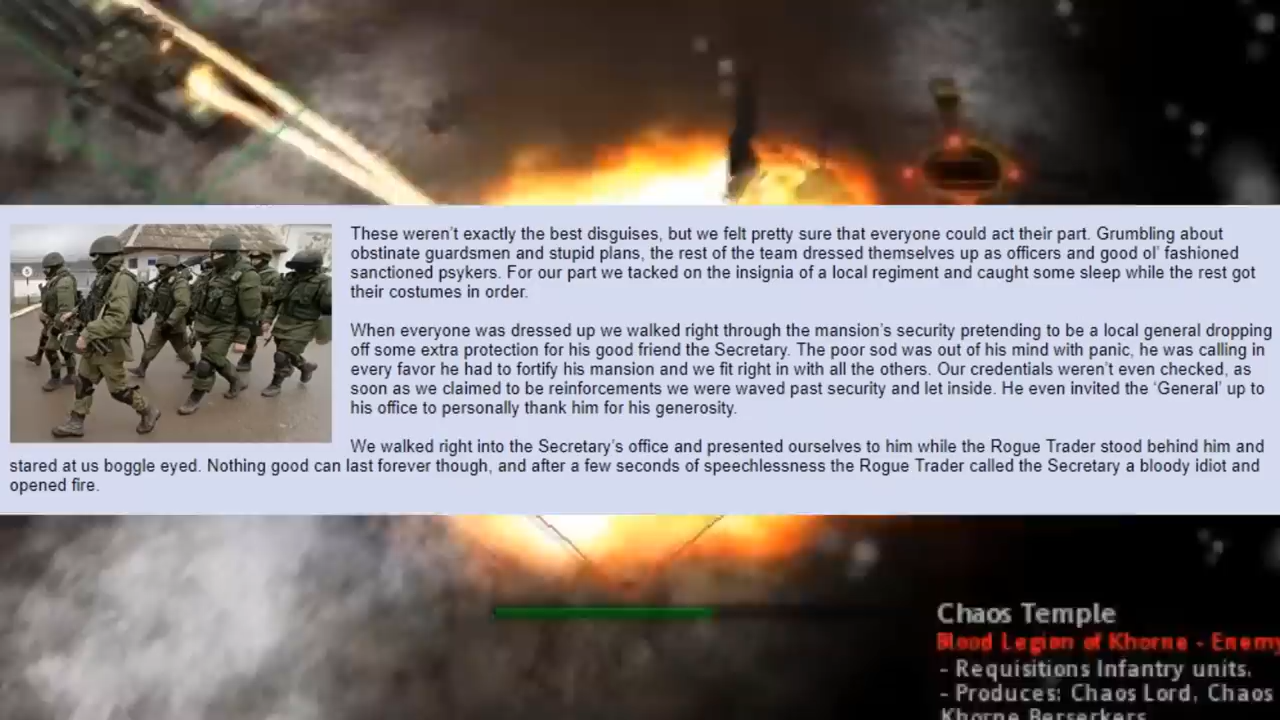 These weren't exactly the best disguises, but we felt pretty sure that everyone could act their part. Grumbling about
obstinate guardsmen and stupid plans, the rest of the team dressed themselves up as officers and good ol' fashioned
sanctioned psykers. For our part we tacked on the insignia of a local regiment and caught some sleep while the rest got
their costumes in order.
When everyone was dressed up we walked right through the mansion's security pretending to be a local general dropping
off some extra protection for his good friend the Secretary. The poor sod was out of his mind with panic, he was calling in
every favor he had to fortify his mansion and we fit right in with all the others. Our credentials weren't even checked, as
soon as we claimed to be reinforcements we were waved past security and let inside. He even invited the 'General' up to
his office to personally thank him for his generosity.
We walked right into the Secretary's office and presented ourselves to him while the Rogue Trader stood behind him and
stared at us boggle eyed. Nothing good can last forever though, and after a few seconds of speechlessness the Rogue Trader called the Secretary a bloody idiot and
opened fire.
Chaos Temple
Blood Legion of Khorne - Enemy
- Requisitions Infantry units.
- Produces: Chaos Lord, Chaos
Khorne Berserkers